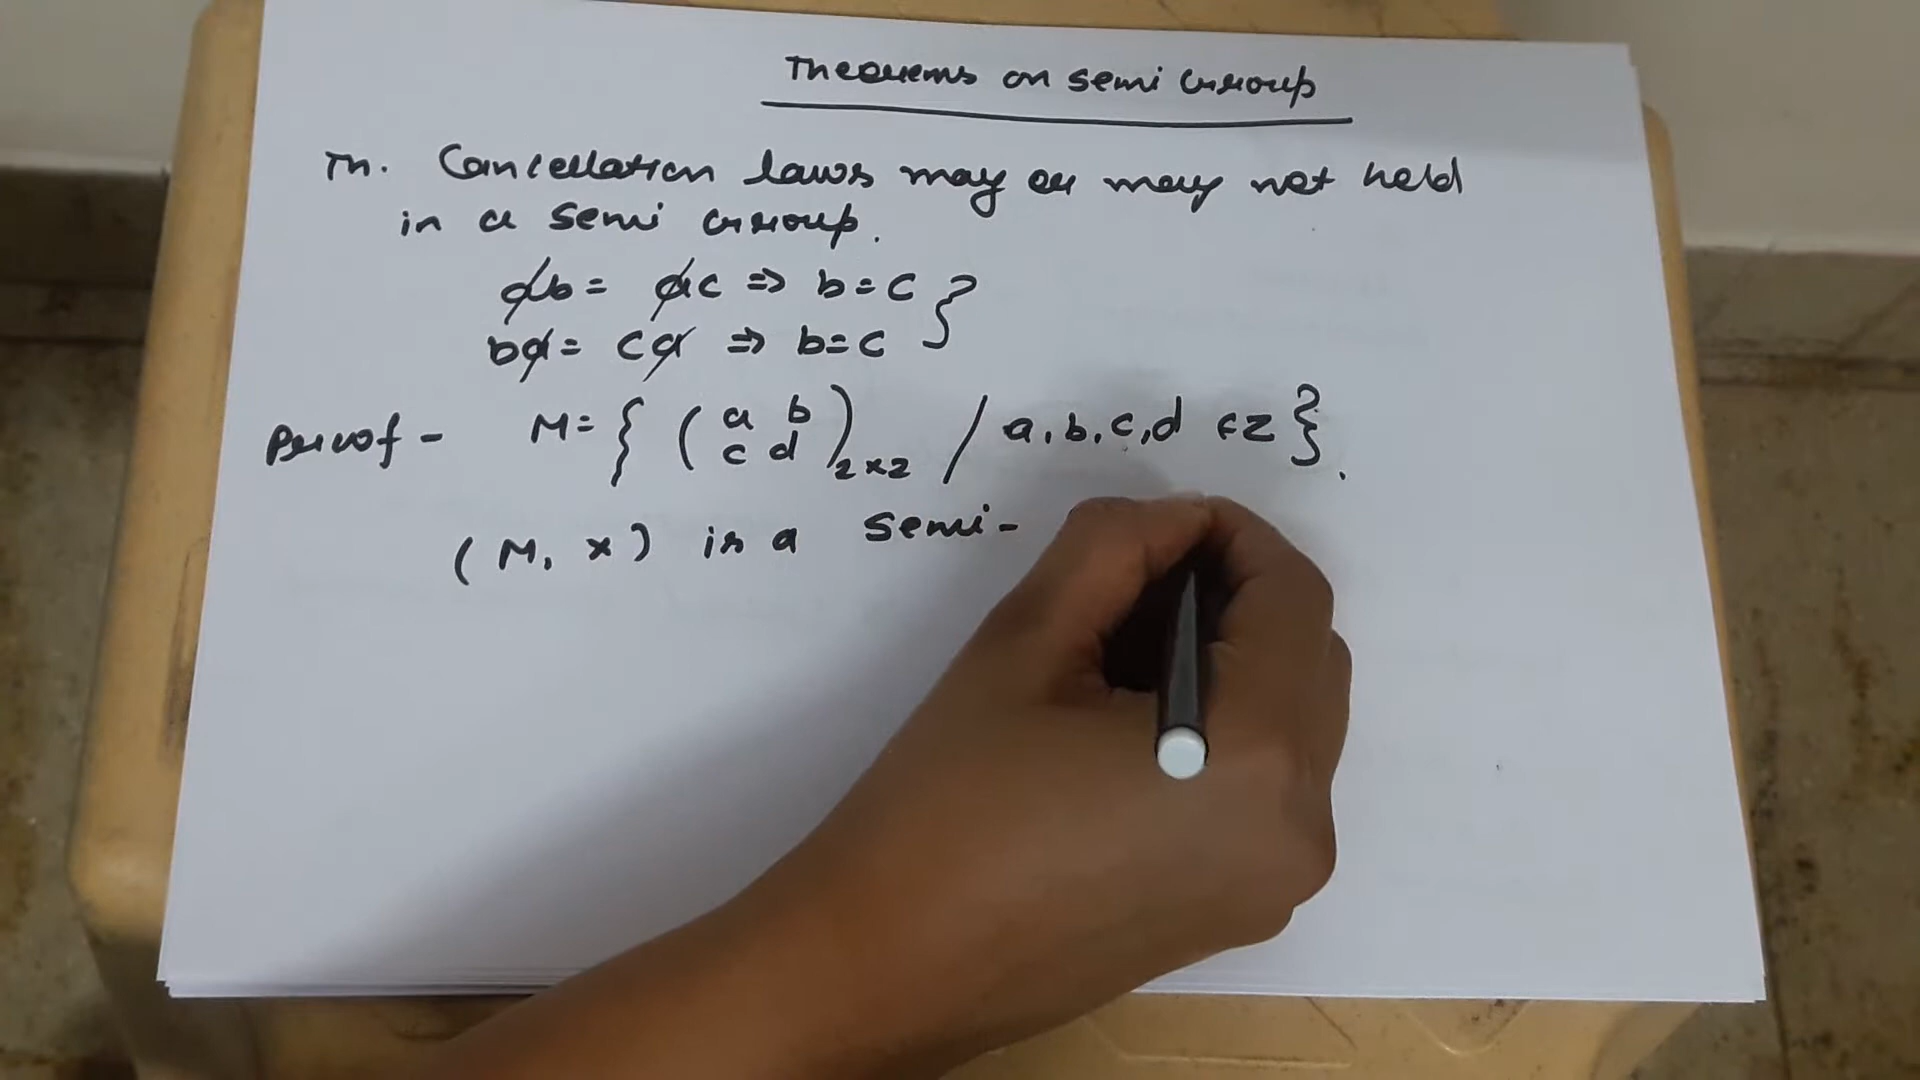 Theorems on semi Group
Th. Cancellation laws may or may not hold
in a semi Group.
ab = ac ⇒ b = c }
ba = ca ⇒ b = c
Proof - M = { ( a b c d )2×2 / a, b, c, d ∈ Z }.
(M, ×) is a semi-